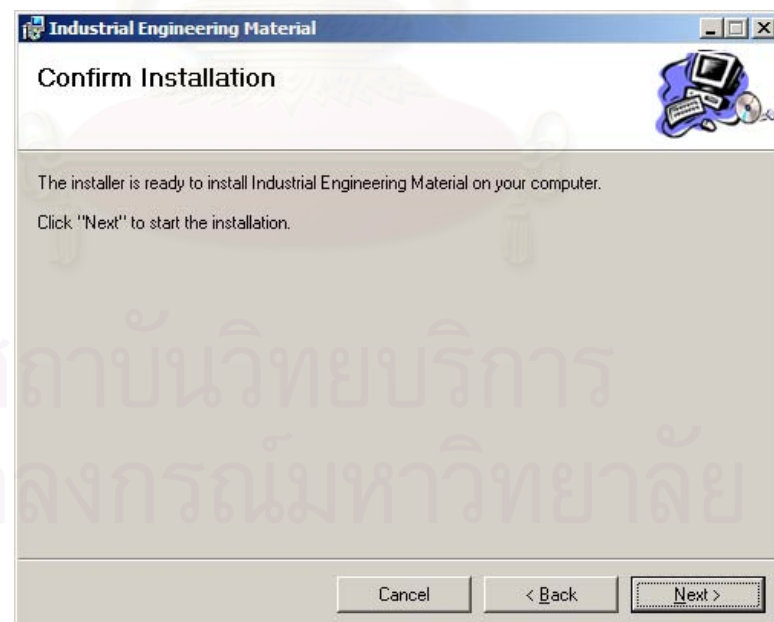 Industrial Engineering Material
Confirm Installation
The installer is ready to install Industrial Engineering Material on your computer.
Click "Next" to start the installation.
สถาบันวิทยบริการ
ลงกรณ์มหาวิทยาลัย
Cancel
< Back
Next >